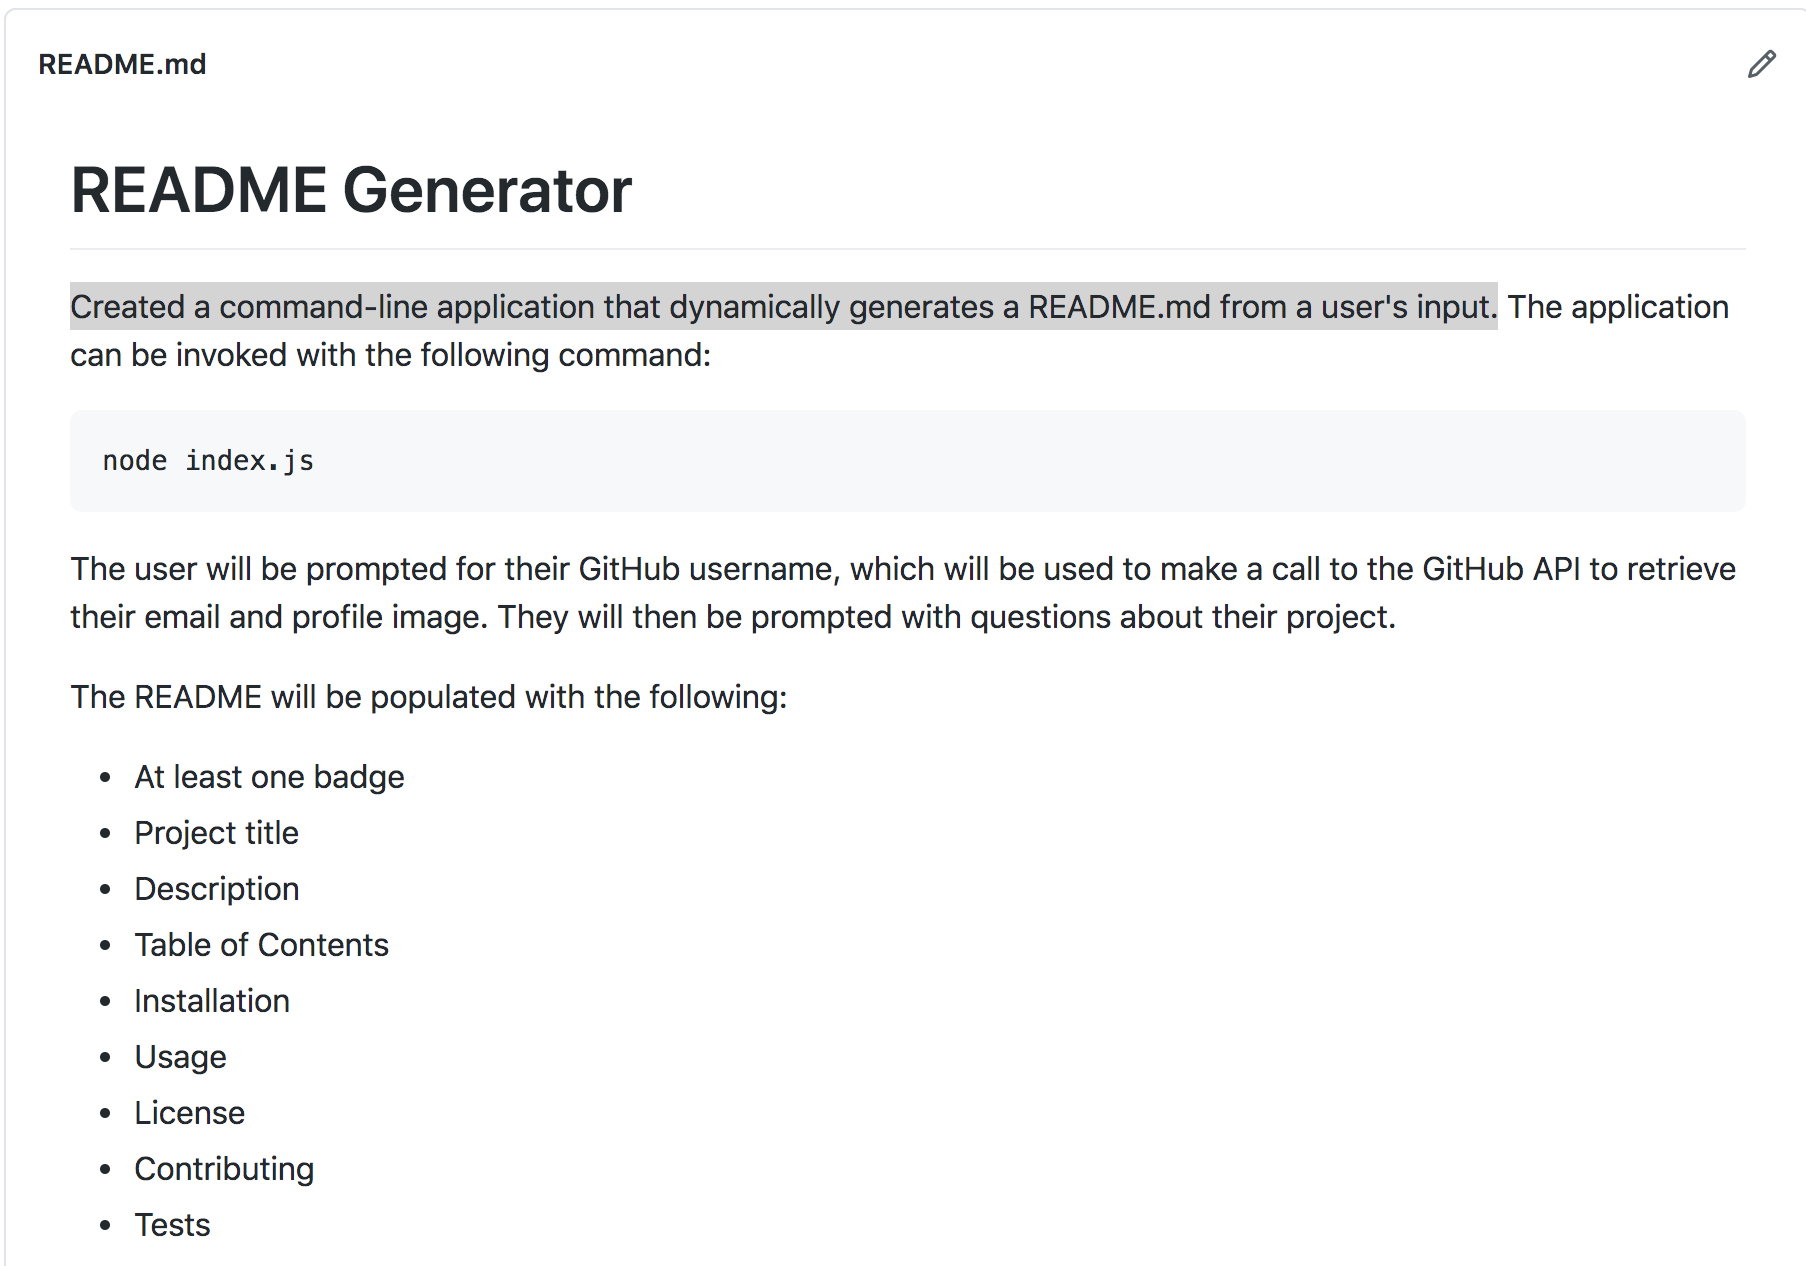 README.md
README Generator
Created a command-line application that dynamically generates a README.md from a user's input. The application
can be invoked with the following command:
node index.js
The user will be prompted for their GitHub username, which will be used to make a call to the GitHub API to retrieve
their email and profile image. They will then be prompted with questions about their project.
The README will be populated with the following:
• At least one badge
• Project title
• Description
• Table of Contents
• Installation
• Usage
• License
• Contributing
• Tests